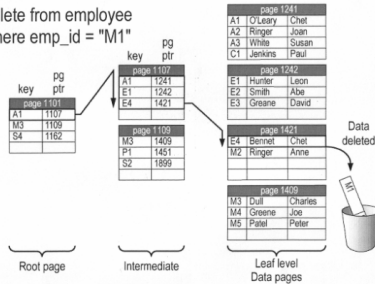 lete from employee
here emp_id = "M1"
key pg ptr
page 1101
A1 1107
M3 1109
S4 1162
Root page
key pg ptr
page 1107
A1 1241
E1 1242
E4 1421
page 1109
M3 1409
P1 1451
S2 1899
Intermediate
page 1241
A1 O'Leary Chet
A2 Ringer Joan
A3 White Susan
C1 Jenkins Paul
page 1242
E1 Hunter Leon
E2 Smith Abe
E3 Greane David
page 1421
E4 Bennet Chet
M2 Ringer Anne
page 1409
M3 Dull Charles
M4 Greene Joe
M5 Patel Peter
Leaf level
Data pages
Data
deleted
M1